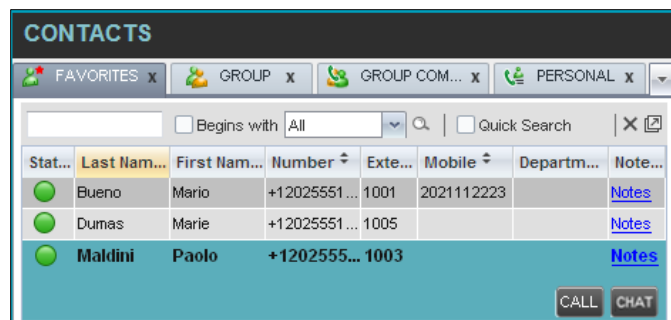 CONTACTS
FAVORITES x GROUP x GROUP COM... x PERSONAL x
Begins with All Quick Search
Stat... Last Nam... First Nam... Number Exte... Mobile Departm... Note...
Bueno Mario +12025551... 1001 2021112223 Notes
Dumas Marie +12025551... 1005 Notes
Maldini Paolo +1202555... 1003 Notes
CALL CHAT